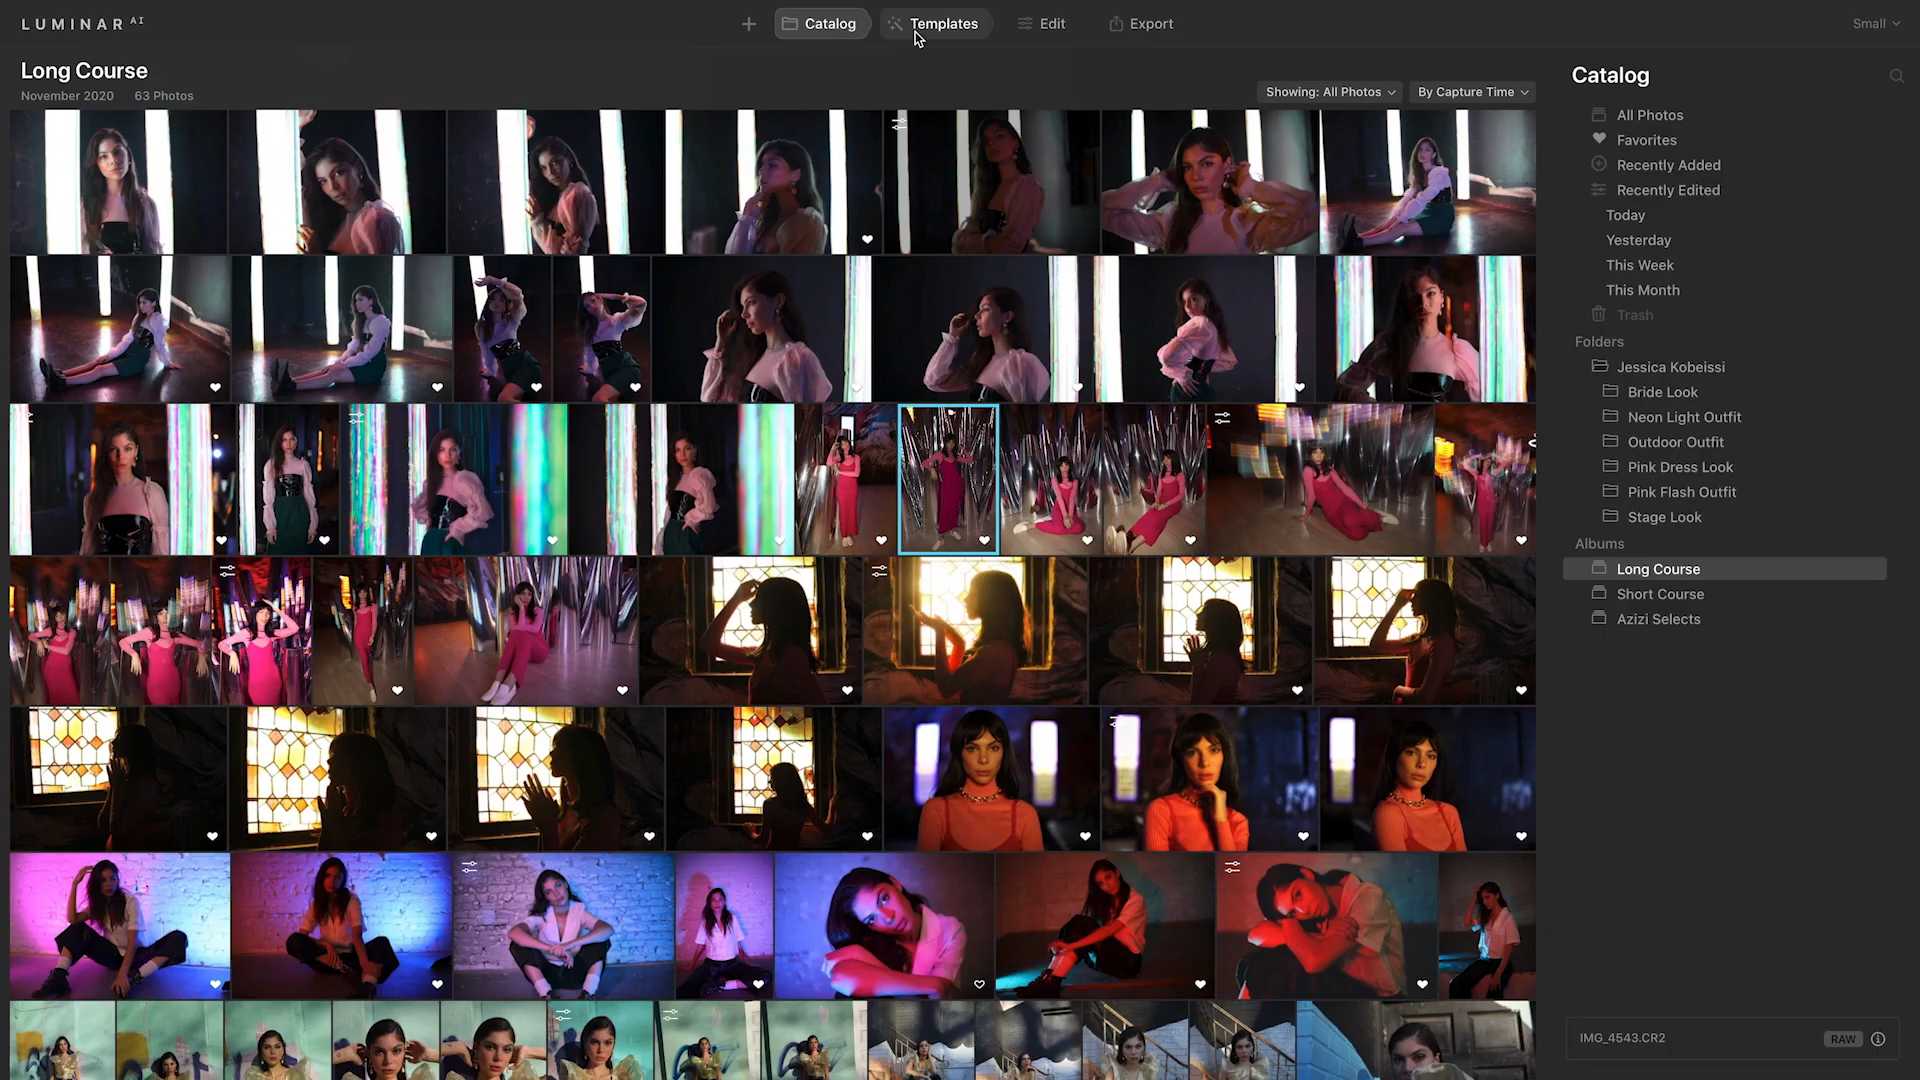 LUMINAR AI
Catalog
Templates
Edit
Export
Small
Long Course
November 2020 63 Photos
Showing: All Photos
By Capture Time
Catalog
All Photos
Favorites
Recently Added
Recently Edited
Today
Yesterday
This Week
This Month
Trash
Folders
Jessica Kobeissi
Bride Look
Neon Light Outfit
Outdoor Outfit
Pink Dress Look
Pink Flash Outfit
Stage Look
Albums
Long Course
Short Course
Azizi Selects
IMG_4543.CR2
RAW